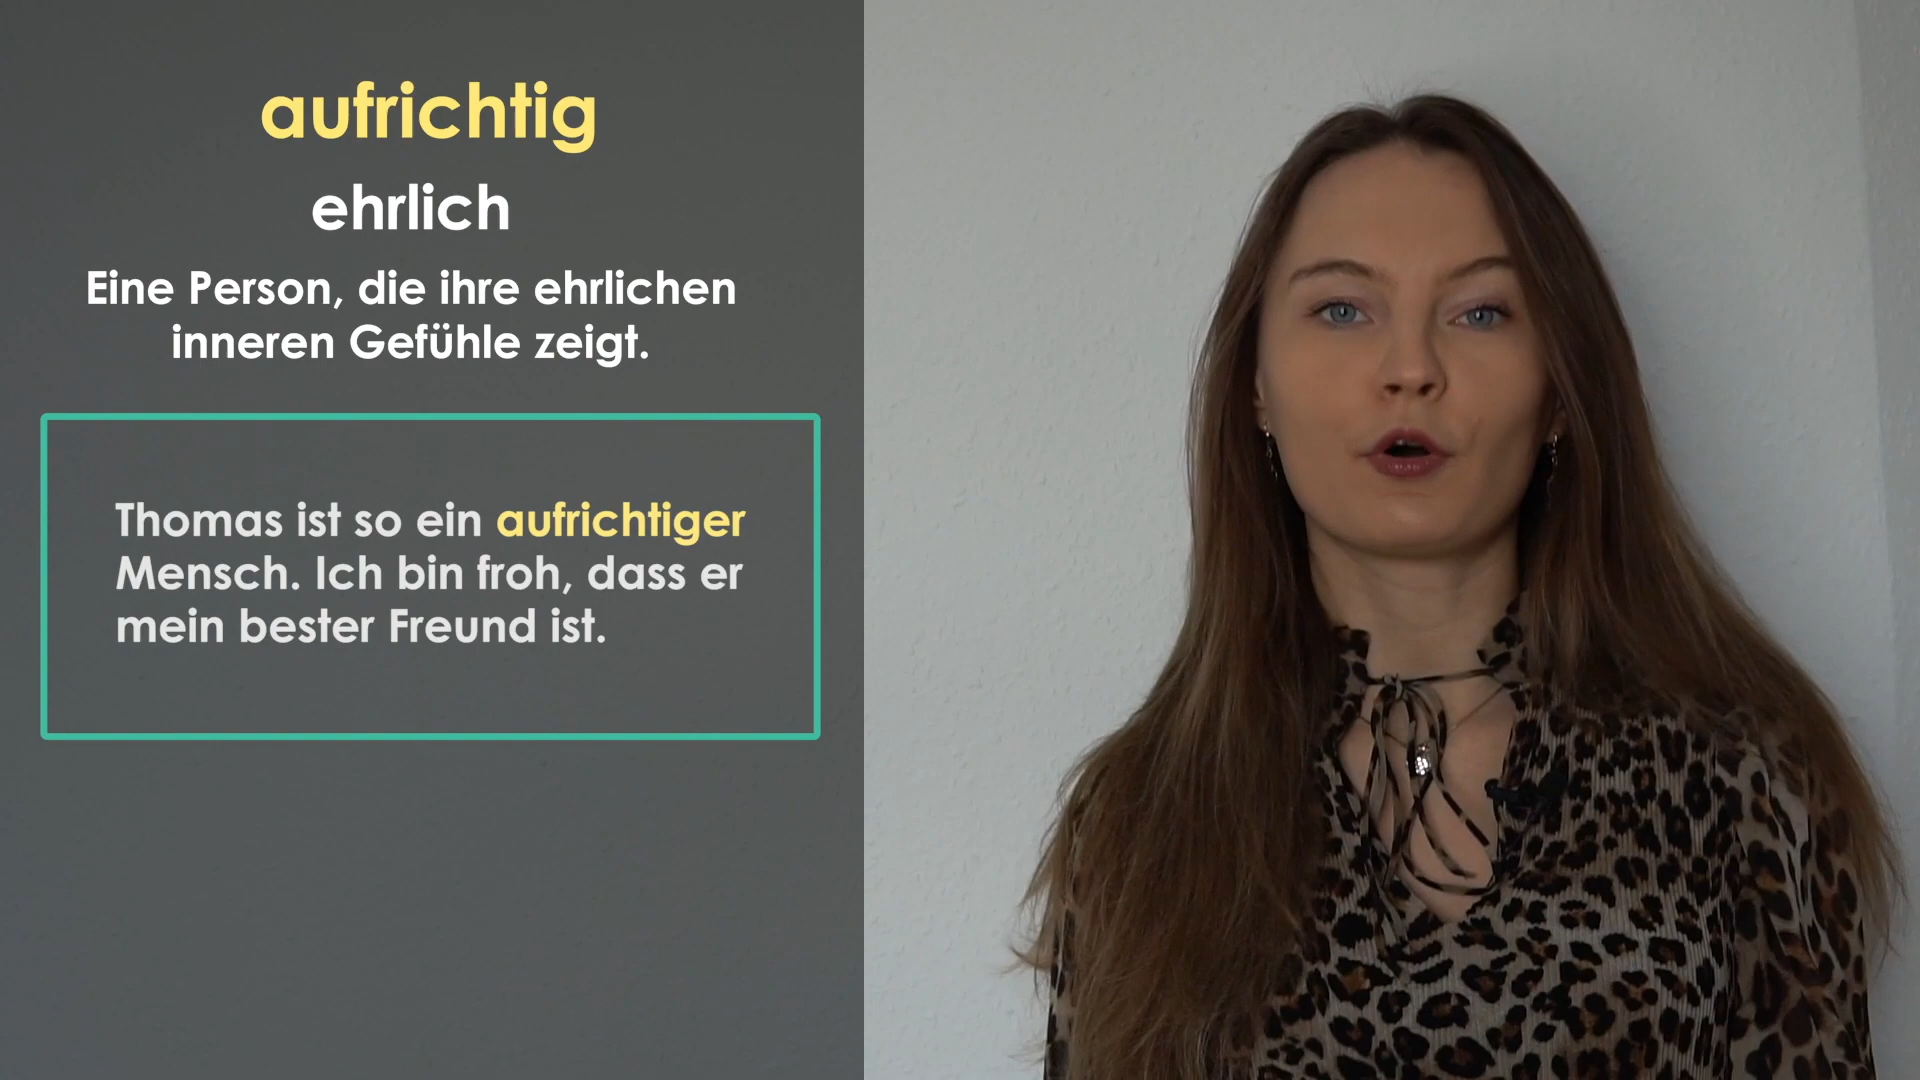 aufrichtig
ehrlich
Eine Person, die ihre ehrlichen
inneren Gefühle zeigt.
Thomas ist so ein aufrichtiger
Mensch. Ich bin froh, dass er
mein bester Freund ist.